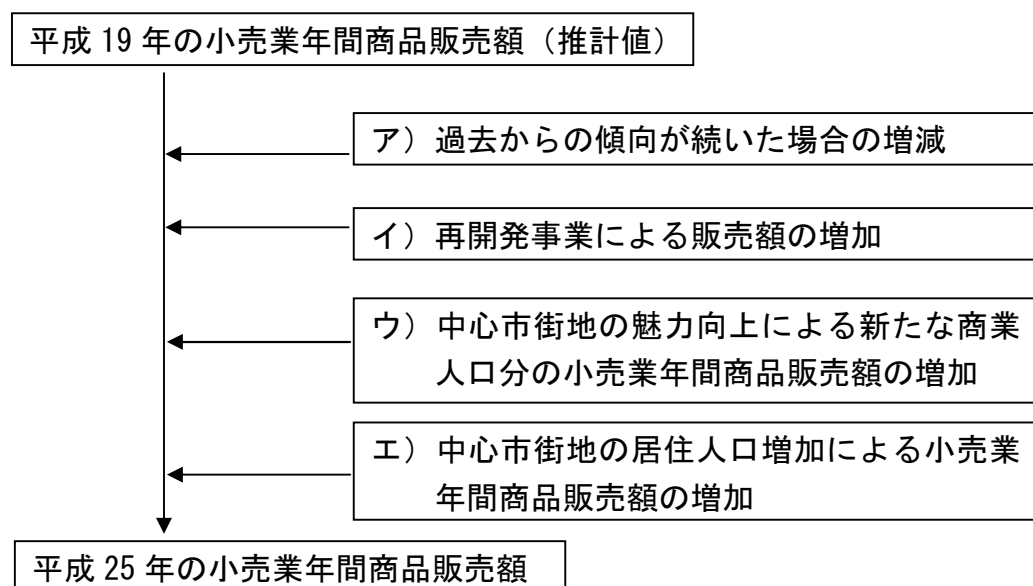 平成 19 年の小売業年間商品販売額（推計値）
ア）過去からの傾向が続いた場合の増減
イ）再開発事業による販売額の増加
ウ）中心市街地の魅力向上による新たな商業
人口分の小売業年間商品販売額の増加
エ）中心市街地の居住人口増加による小売業
年間商品販売額の増加
平成 25 年の小売業年間商品販売額